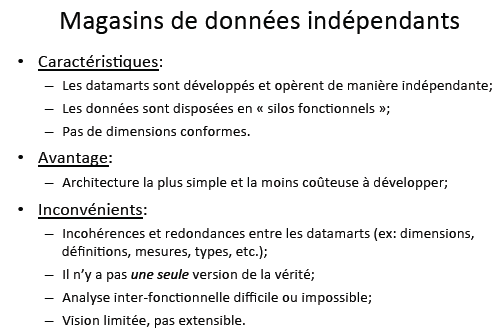 Magasins de données indépendants
• Caractéristiques:
– Les datamarts sont développés et opèrent de manière indépendante;
– Les données sont disposées en « silos fonctionnels »;
– Pas de dimensions conformes.
• Avantage:
– Architecture la plus simple et la moins coûteuse à développer;
• Inconvénients:
– Incohérences et redondances entre les datamarts (ex: dimensions,
définitions, mesures, types, etc.);
– Il n'y a pas une seule version de la vérité;
– Analyse inter-fonctionnelle difficile ou impossible;
– Vision limitée, pas extensible.